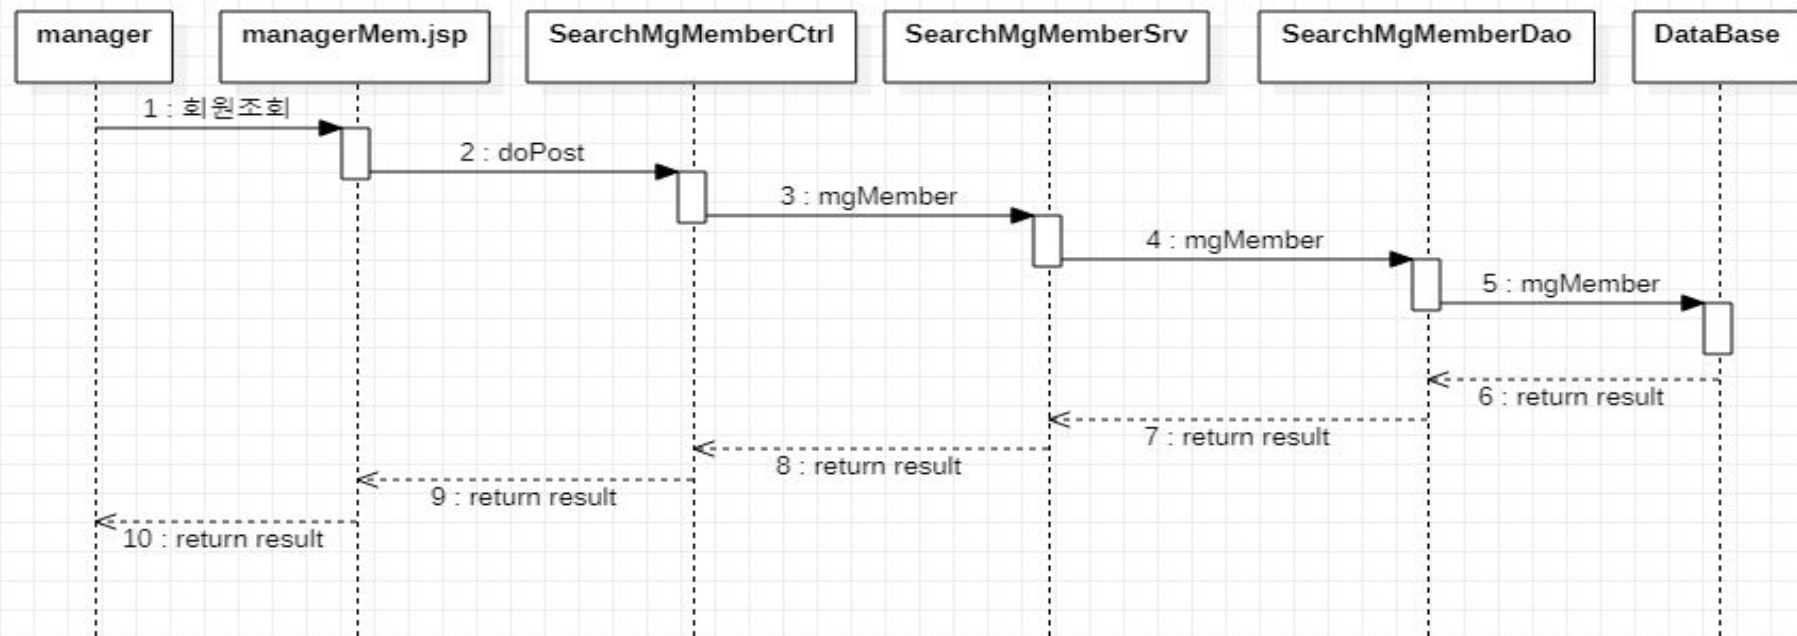 manager
managerMem.jsp
SearchMgMemberCtrl
SearchMgMemberSrv
SearchMgMemberDao
DataBase
1 : 회원조회
2 : doPost
3 : mgMember
4 : mgMember
5 : mgMember
6 : return result
7 : return result
8 : return result
9 : return result
10 : return result